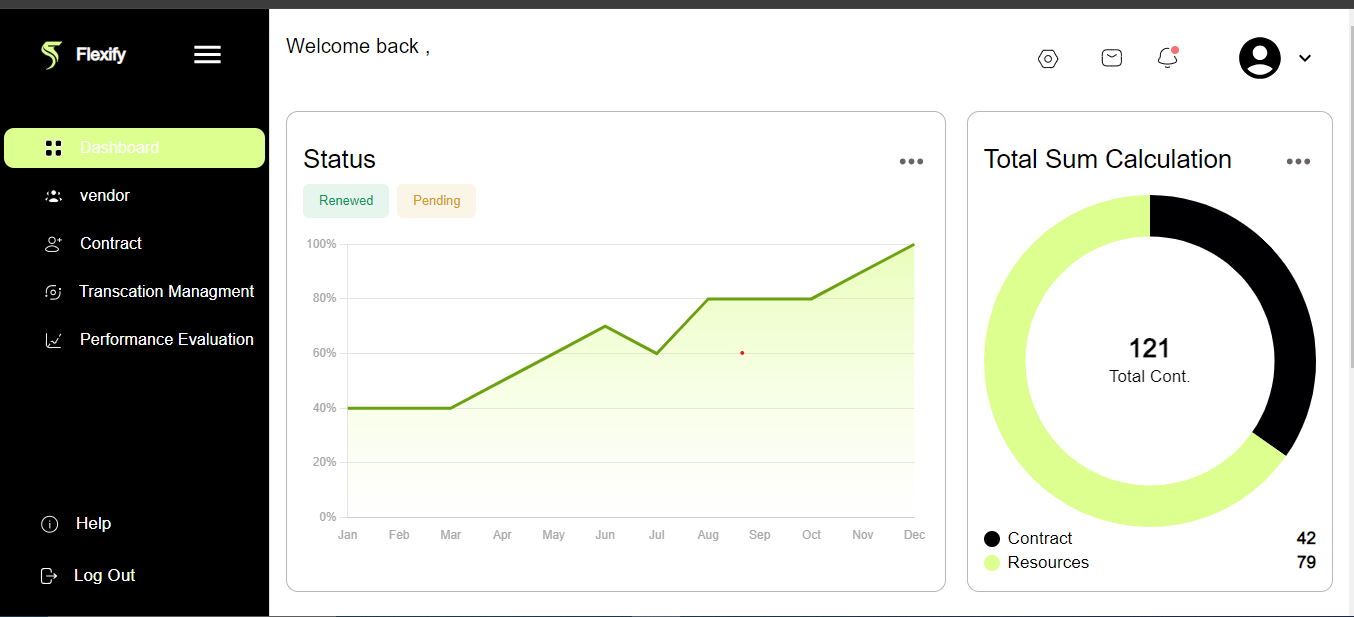 Flexify
Dashboard
vendor
Contract
Transcation Managment
Performance Evaluation
Help
Log Out
Welcome back ,
Status
Renewed Pending
100%
80%
60%
40%
20%
0%
Jan Feb Mar Apr May Jun Jul Aug Sep Oct Nov Dec
Total Sum Calculation
121
Total Cont.
Contract 42
Resources 79